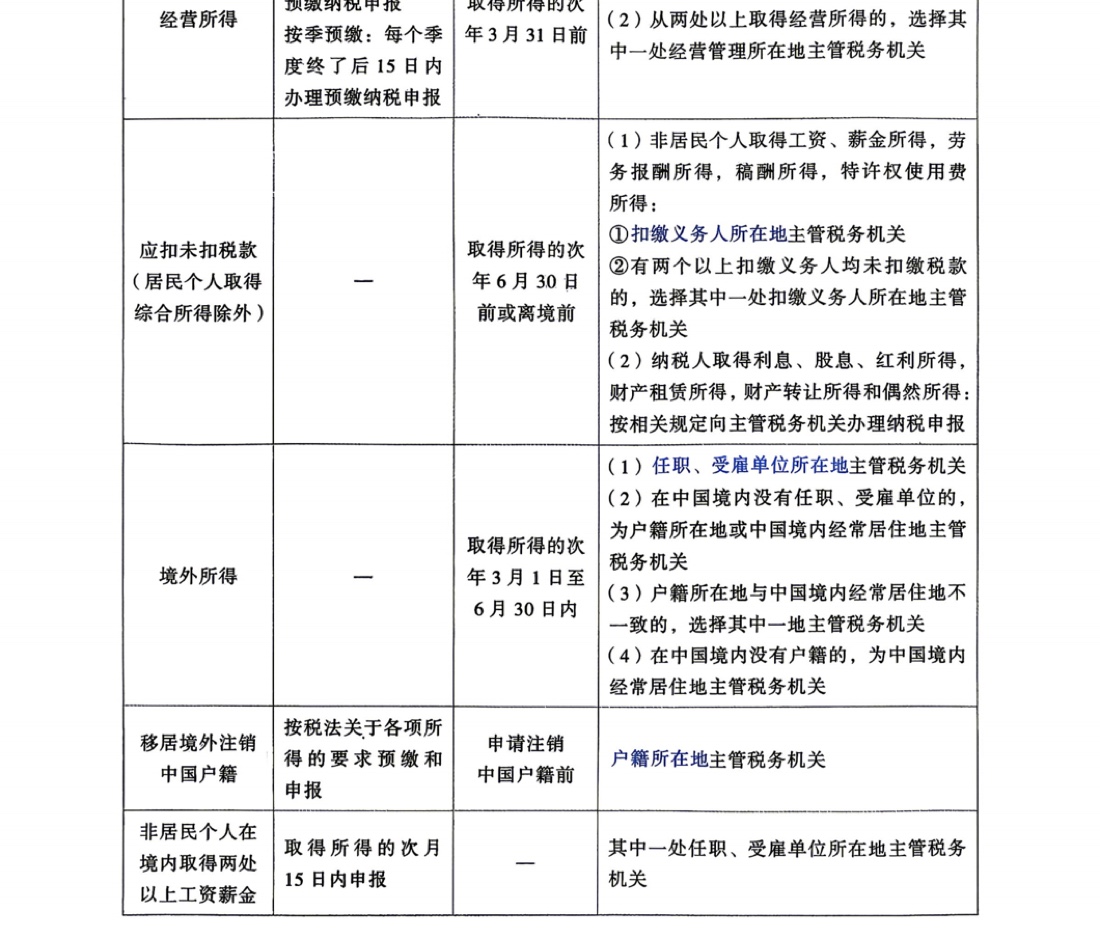 经营所得
预缴纳税申报
按季预缴：每个季
度终了后 15 日内
办理预缴纳税申报
取得所得的次
年 3 月 31 日前
（2）从两处以上取得经营所得的，选择其
中一处经营管理所在地主管税务机关
应扣未扣税款
（居民个人取得
综合所得除外）
—
取得所得的次
年 6 月 30 日
前或离境前
（1）非居民个人取得工资、薪金所得，劳
务报酬所得，稿酬所得，特许权使用费
所得：
①扣缴义务人所在地主管税务机关
②有两个以上扣缴义务人均未扣缴税款
的，选择其中一处扣缴义务人所在地主管
税务机关
（2）纳税人取得利息、股息、红利所得，
财产租赁所得，财产转让所得和偶然所得：
按相关规定向主管税务机关办理纳税申报
境外所得
—
取得所得的次
年 3 月 1 日至
6 月 30 日内
（1）任职、受雇单位所在地主管税务机关
（2）在中国境内没有任职、受雇单位的，
为户籍所在地或中国境内经常居住地主管
税务机关
（3）户籍所在地与中国境内经常居住地不
一致的，选择其中一地主管税务机关
（4）在中国境内没有户籍的，为中国境内
经常居住地主管税务机关
移居境外注销
中国户籍
按税法关于各项所
得的要求预缴和
申报
申请注销
中国户籍前
户籍所在地主管税务机关
非居民个人在
境内取得两处
以上工资薪金
取得所得的次月
15 日内申报
—
其中一处任职、受雇单位所在地主管税务
机关